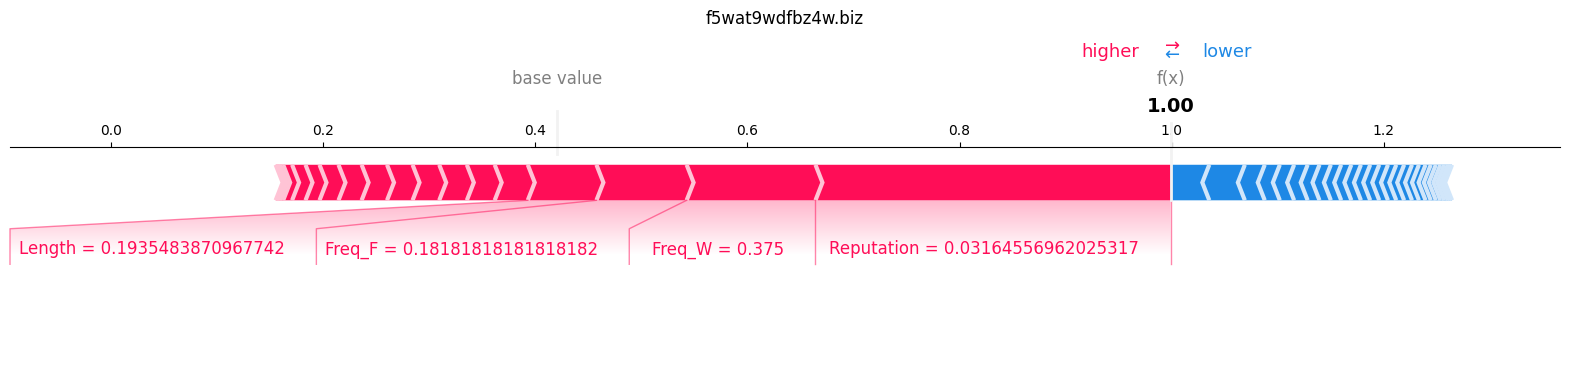 f5wat9wdfbz4w.biz
higher → ← lower
base value f(x)
1.00
0.0 0.2 0.4 0.6 0.8 1.0 1.2
Length = 0.1935483870967742 Freq_F = 0.18181818181818182 Freq_W = 0.375 Reputation = 0.03164556962025317